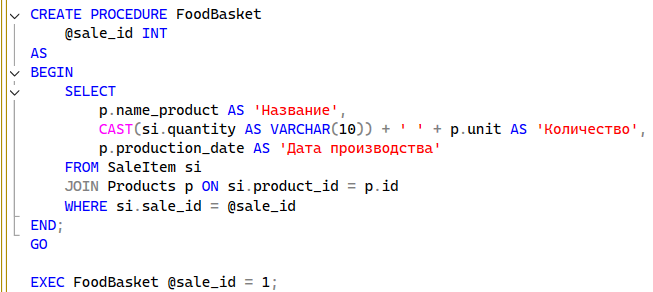 CREATE PROCEDURE FoodBasket
    @sale_id INT
AS
BEGIN
    SELECT
        p.name_product AS 'Название',
        CAST(si.quantity AS VARCHAR(10)) + ' ' + p.unit AS 'Количество',
        p.production_date AS 'Дата производства'
    FROM SaleItem si
    JOIN Products p ON si.product_id = p.id
    WHERE si.sale_id = @sale_id
END;
GO

EXEC FoodBasket @sale_id = 1;